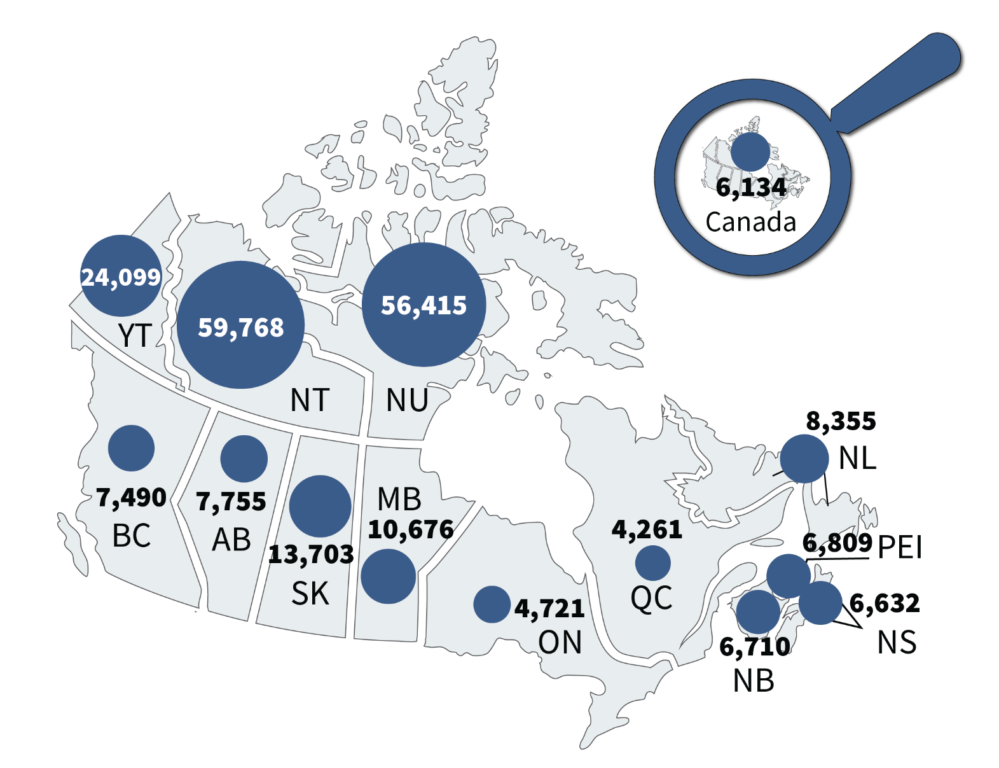 6,134
Canada
24,099
YT
59,768
NT
56,415
NU
7,490
BC
7,755
AB
13,703
SK
MB
10,676
4,721
ON
4,261
QC
8,355
NL
6,809 PEI
6,632
NS
6,710
NB